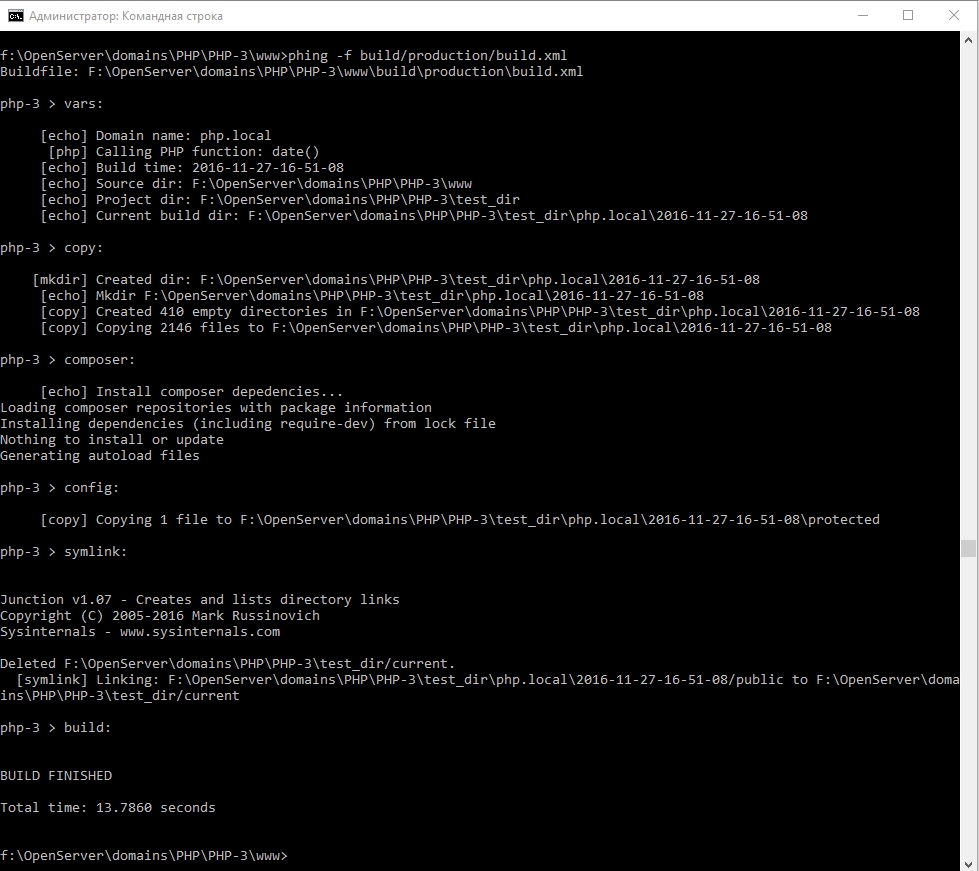 Администратор: Командная строка
f:\OpenServer\domains\PHP\PHP-3\www>phing -f build/production/build.xml
Buildfile: F:\OpenServer\domains\PHP\PHP-3\www\build\production\build.xml
php-3 > vars:
[echo] Domain name: php.local
[php] Calling PHP function: date()
[echo] Build time: 2016-11-27-16-51-08
[echo] Source dir: F:\OpenServer\domains\PHP\PHP-3\www
[echo] Project dir: F:\OpenServer\domains\PHP\PHP-3\test_dir
[echo] Current build dir: F:\OpenServer\domains\PHP\PHP-3\test_dir\php.local\2016-11-27-16-51-08
php-3 > copy:
[mkdir] Created dir: F:\OpenServer\domains\PHP\PHP-3\test_dir\php.local\2016-11-27-16-51-08
[echo] Mkdir F:\OpenServer\domains\PHP\PHP-3\test_dir\php.local\2016-11-27-16-51-08
[copy] Created 410 empty directories in F:\OpenServer\domains\PHP\PHP-3\test_dir\php.local\2016-11-27-16-51-08
[copy] Copying 2146 files to F:\OpenServer\domains\PHP\PHP-3\test_dir\php.local\2016-11-27-16-51-08
php-3 > composer:
[echo] Install composer depedencies...
Loading composer repositories with package information
Installing dependencies (including require-dev) from lock file
Nothing to install or update
Generating autoload files
php-3 > config:
[copy] Copying 1 file to F:\OpenServer\domains\PHP\PHP-3\test_dir\php.local\2016-11-27-16-51-08\protected
php-3 > symlink:
Junction v1.07 - Creates and lists directory links
Copyright (C) 2005-2016 Mark Russinovich
Sysinternals - www.sysinternals.com
Deleted F:\OpenServer\domains\PHP\PHP-3\test_dir/current.
[symlink] Linking: F:\OpenServer\domains\PHP\PHP-3\test_dir\php.local\2016-11-27-16-51-08/public to F:\OpenServer\doma
ins\PHP\PHP-3\test_dir/current
php-3 > build:
BUILD FINISHED
Total time: 13.7860 seconds
f:\OpenServer\domains\PHP\PHP-3\www>